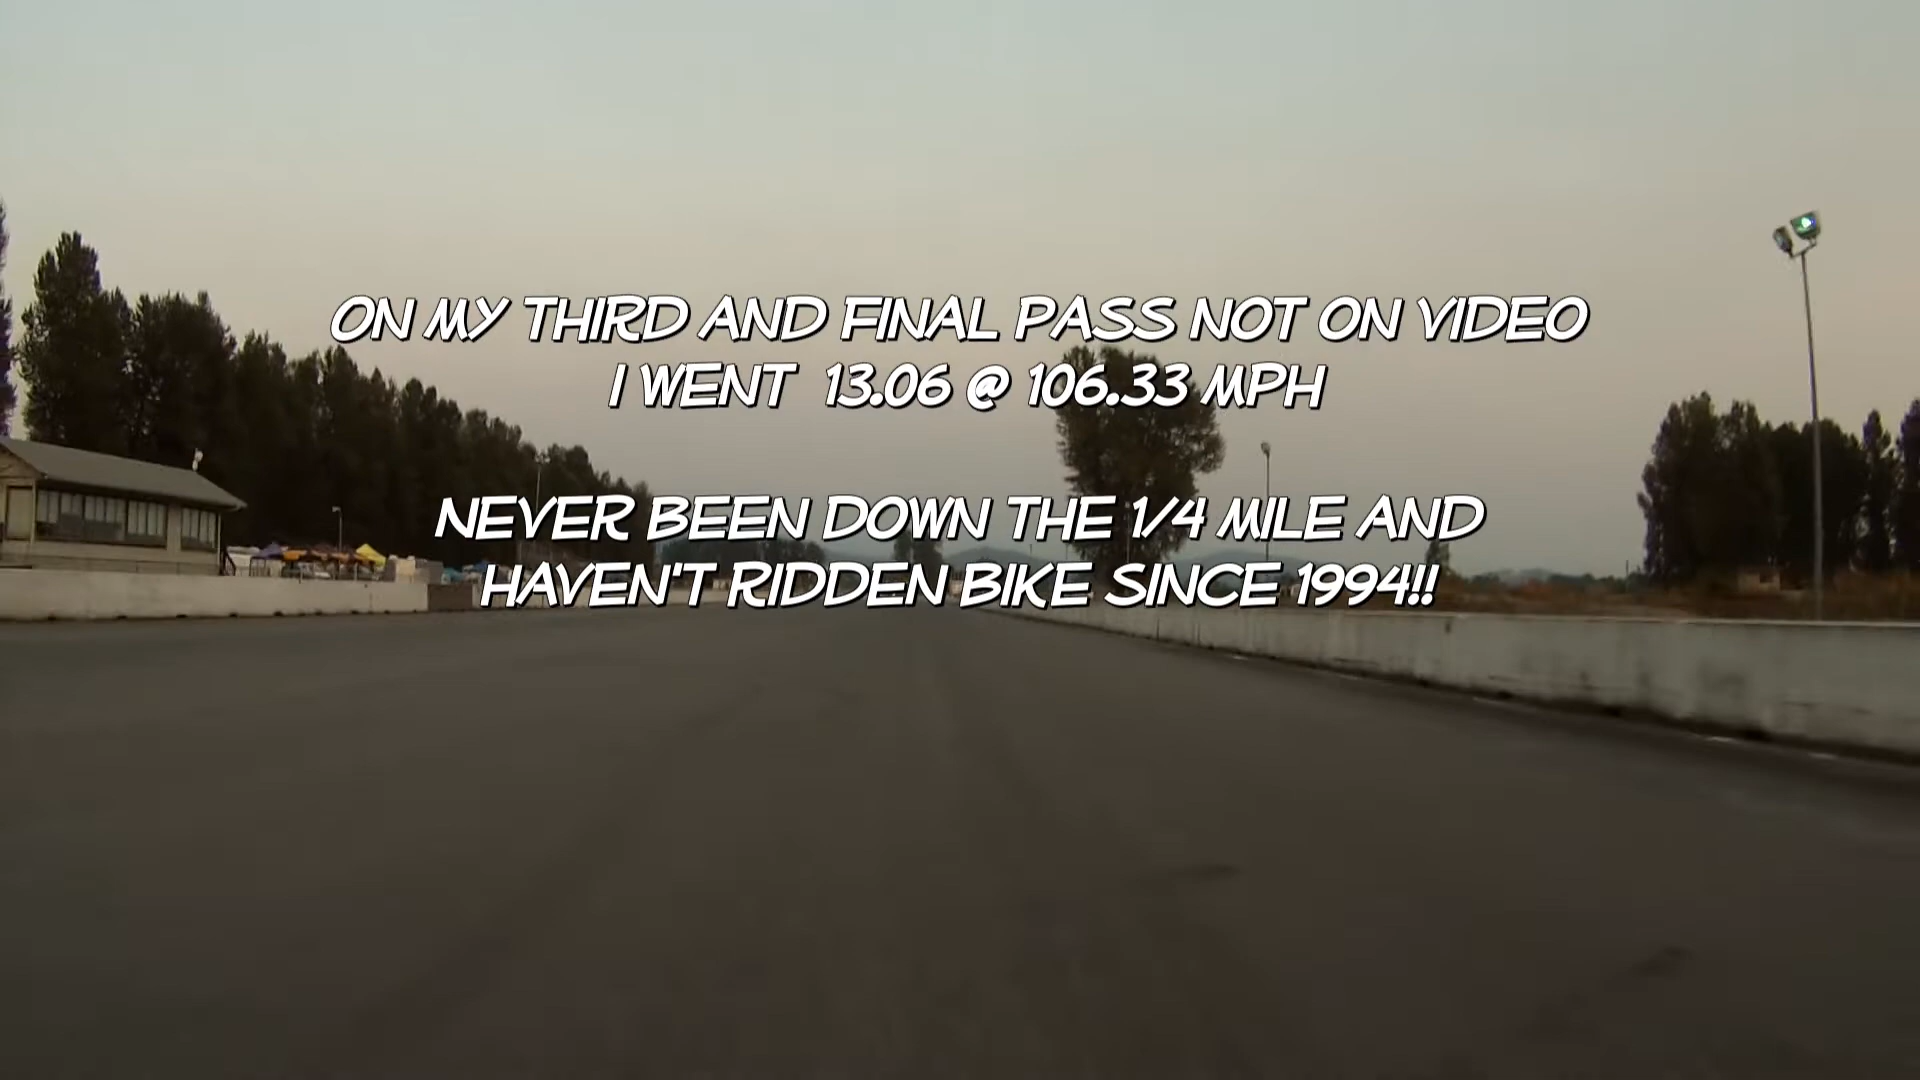 ON MY THIRD AND FINAL PASS NOT ON VIDEO
I WENT 13.06 @ 106.33 MPH
NEVER BEEN DOWN THE 1/4 MILE AND
HAVEN'T RIDDEN BIKE SINCE 1994!!